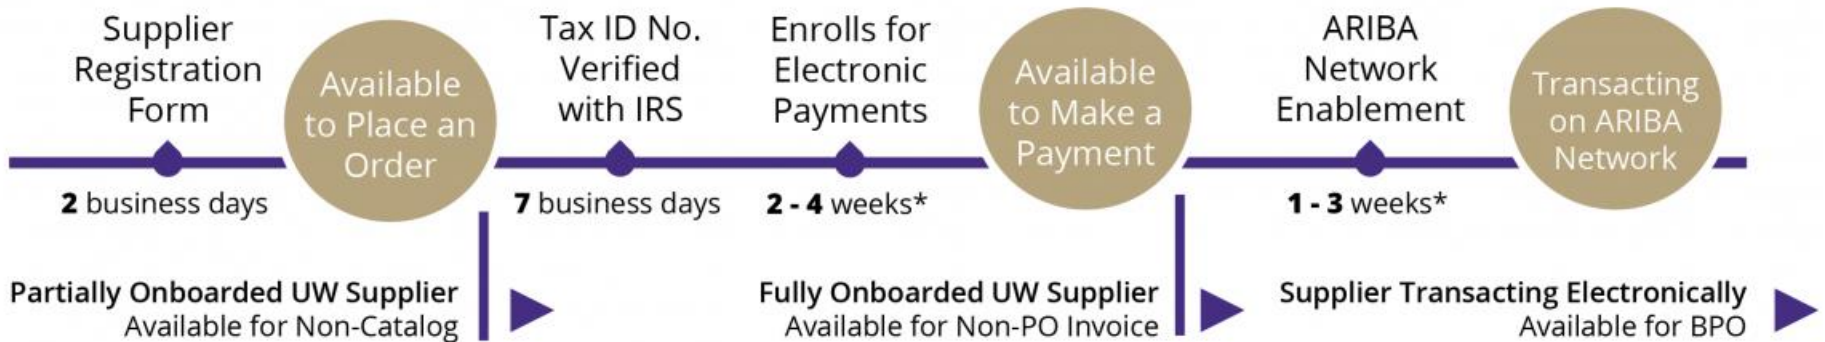 Supplier
Registration
Form
2 business days
Available
to Place an
Order
Tax ID No.
Verified
with IRS
7 business days
Enrolls for
Electronic
Payments
2 - 4 weeks*
Available
to Make a
Payment
ARIBA
Network
Enablement
1 - 3 weeks*
Transacting
on ARIBA
Network
Partially Onboarded UW Supplier
Available for Non-Catalog
Fully Onboarded UW Supplier
Available for Non-PO Invoice
Supplier Transacting Electronically
Available for BPO